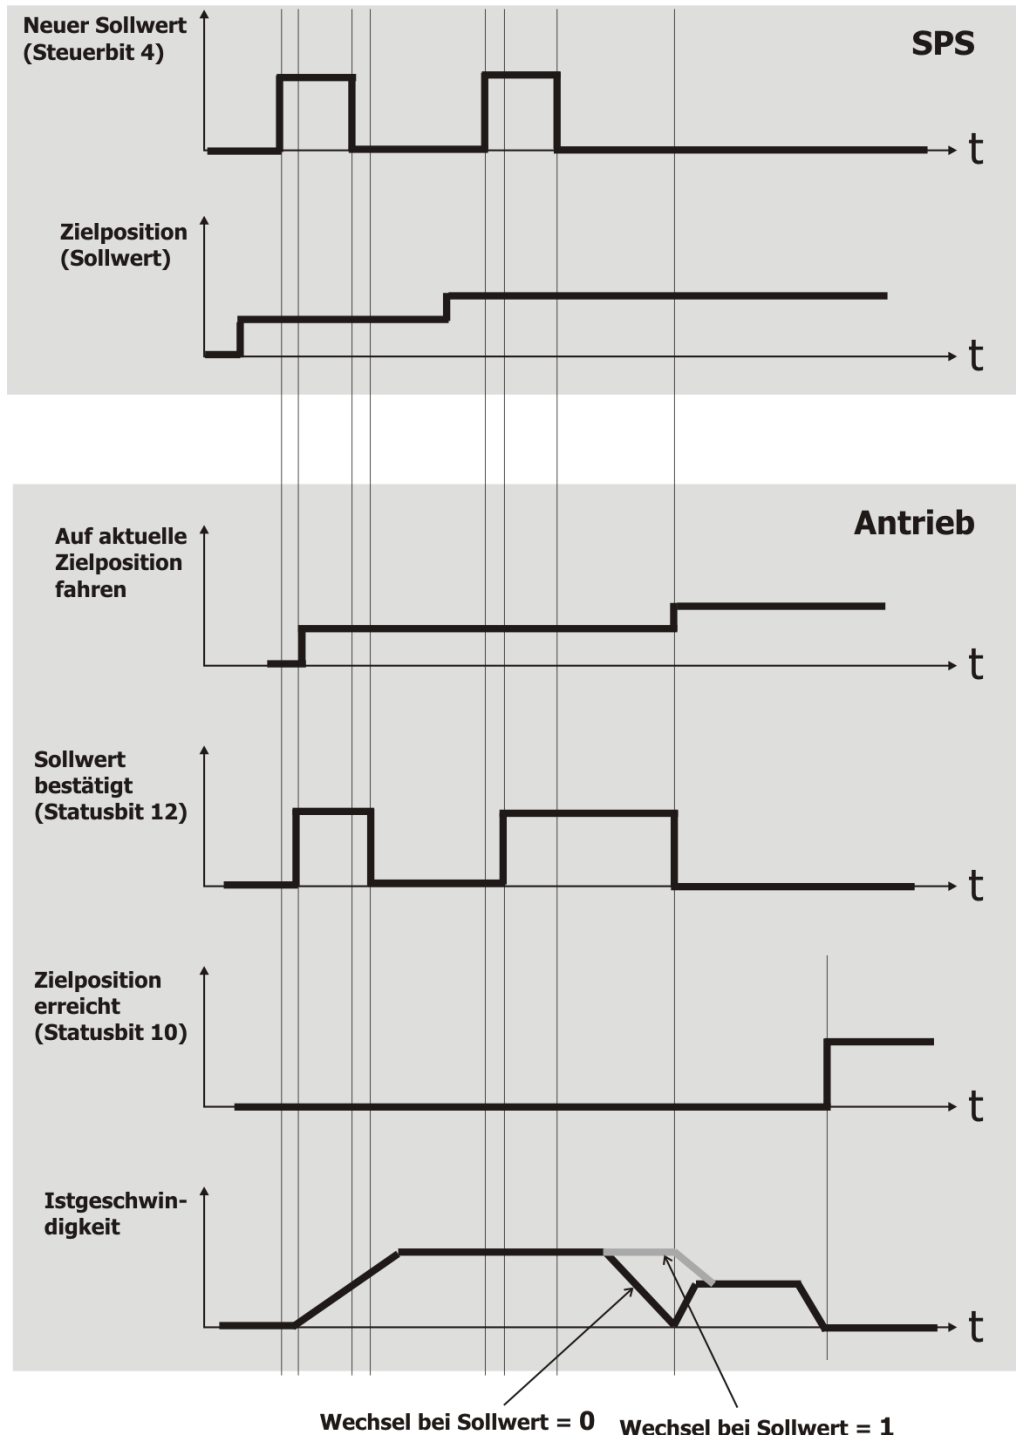 Neuer Sollwert
(Steuerbit 4)
SPS
t
Zielposition
(Sollwert)
t
Antrieb
Auf aktuelle
Zielposition
fahren
t
Sollwert
bestätigt
(Statusbit 12)
t
Zielposition
erreicht
(Statusbit 10)
t
Istgeschwin-
digkeit
t
Wechsel bei Sollwert = 0
Wechsel bei Sollwert = 1